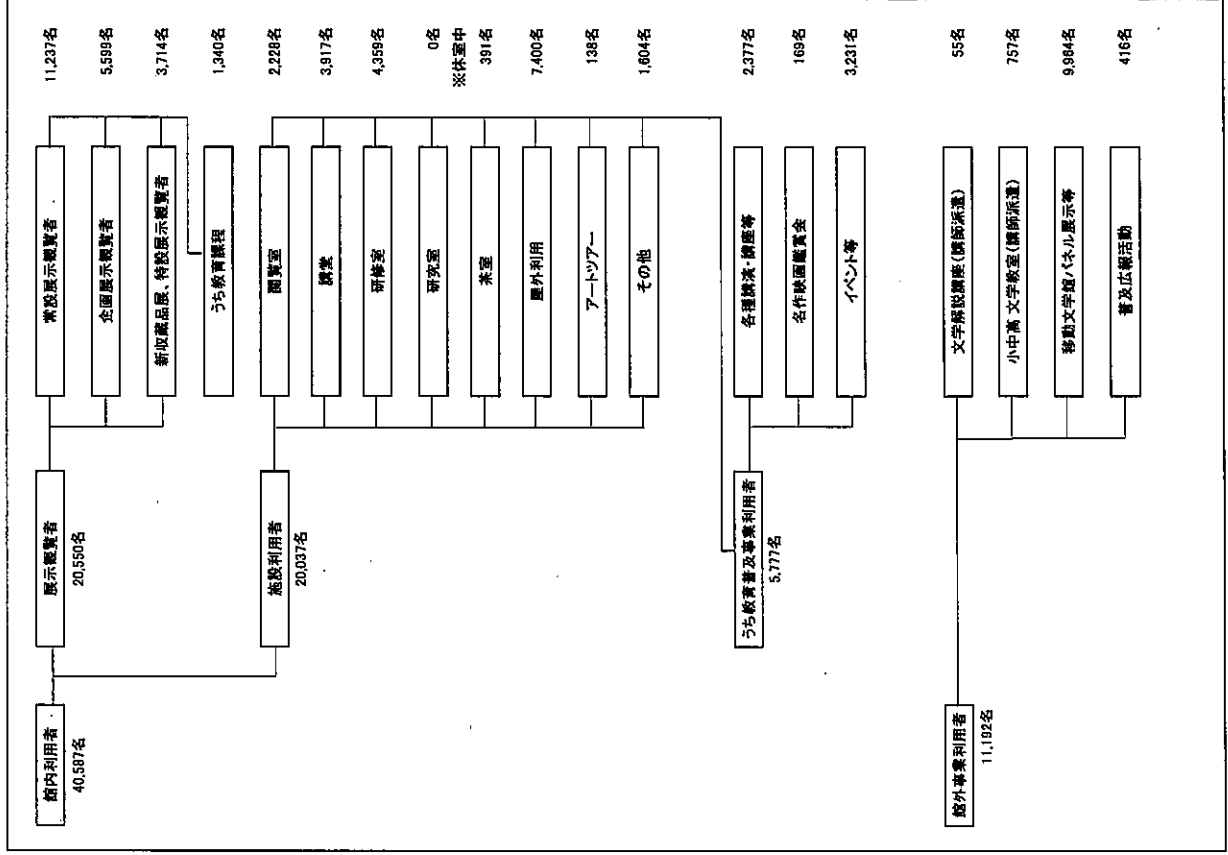 館内利用者
40,587名
展示観覧者
20,550名
常設展示観覧者
11,237名
企画展示観覧者
5,599名
新収蔵品展、特設展示観覧者
3,714名
うち教育課程
1,340名
施設利用者
20,037名
閲覧室
2,228名
講堂
3,917名
研修室
4,359名
研究室
0名
※休室中
茶室
391名
屋外利用
7,400名
アートツアー
138名
その他
1,604名
うち教育普及事業利用者
5,777名
各種講演・講座等
2,377名
名作映画鑑賞会
169名
イベント等
3,231名
館外事業利用者
11,192名
文学解説講座(講師派遣)
55名
小中高 文学教室(講師派遣)
757名
移動文学館パネル展示等
9,964名
普及広報活動
416名